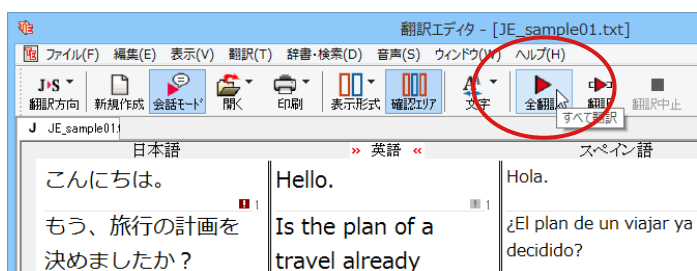 翻訳エディタ - [JE_sample01.txt]
ファイル(F) 編集(E) 表示(V) 翻訳(T) 辞書・検索(D) 音声(S) ウィンドウ(W) ヘルプ(H)
J▸S
翻訳方向 新規作成 会話モード 開く 印刷 表示形式 確認エリア 文字 全翻訳 翻訳 翻訳中止
すべて翻訳
J JE_sample01.t
日本語 » 英語 « スペイン語
こんにちは。 Hello. Hola.
1 1
もう、旅行の計画を Is the plan of a ¿El plan de un viajar ya
決めましたか？ travel already decidido?